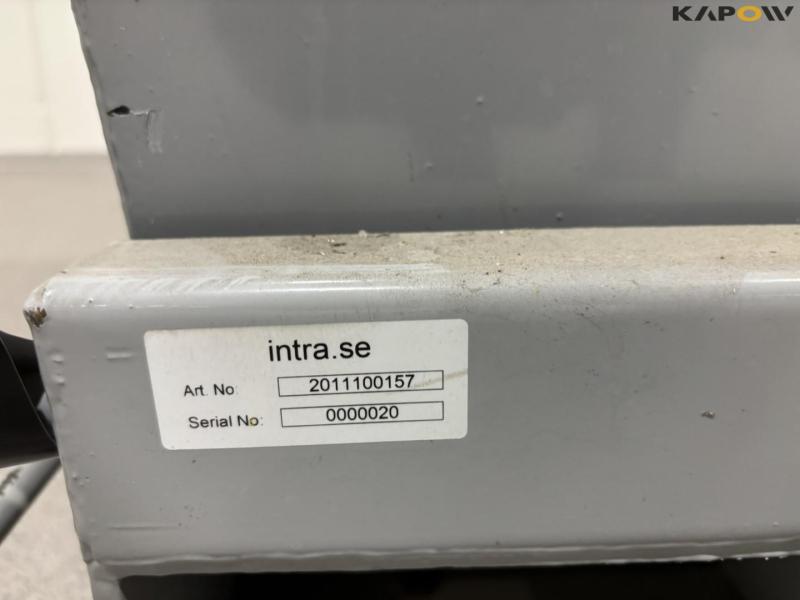 KAPOW
intra.se
Art. No: 2011100157
Serial No: 0000020